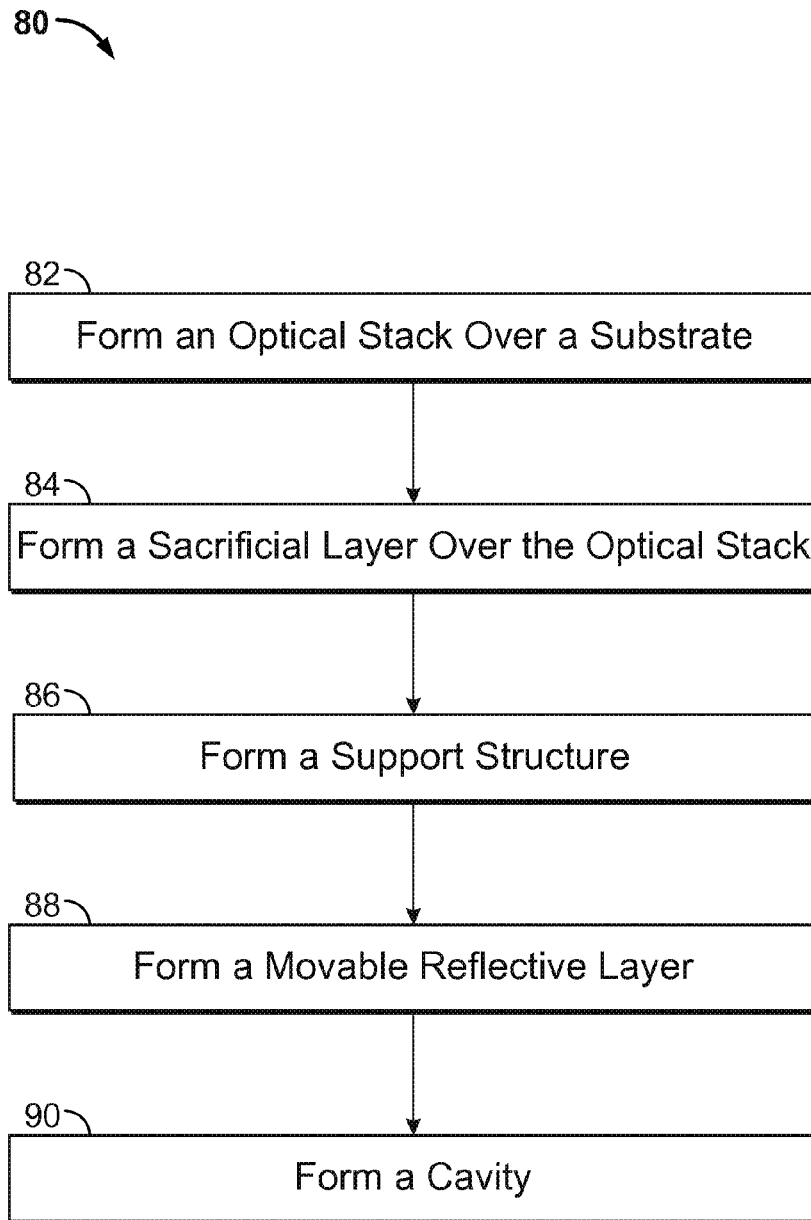 80
82
Form an Optical Stack Over a Substrate
84
Form a Sacrificial Layer Over the Optical Stack
86
Form a Support Structure
88
Form a Movable Reflective Layer
90
Form a Cavity